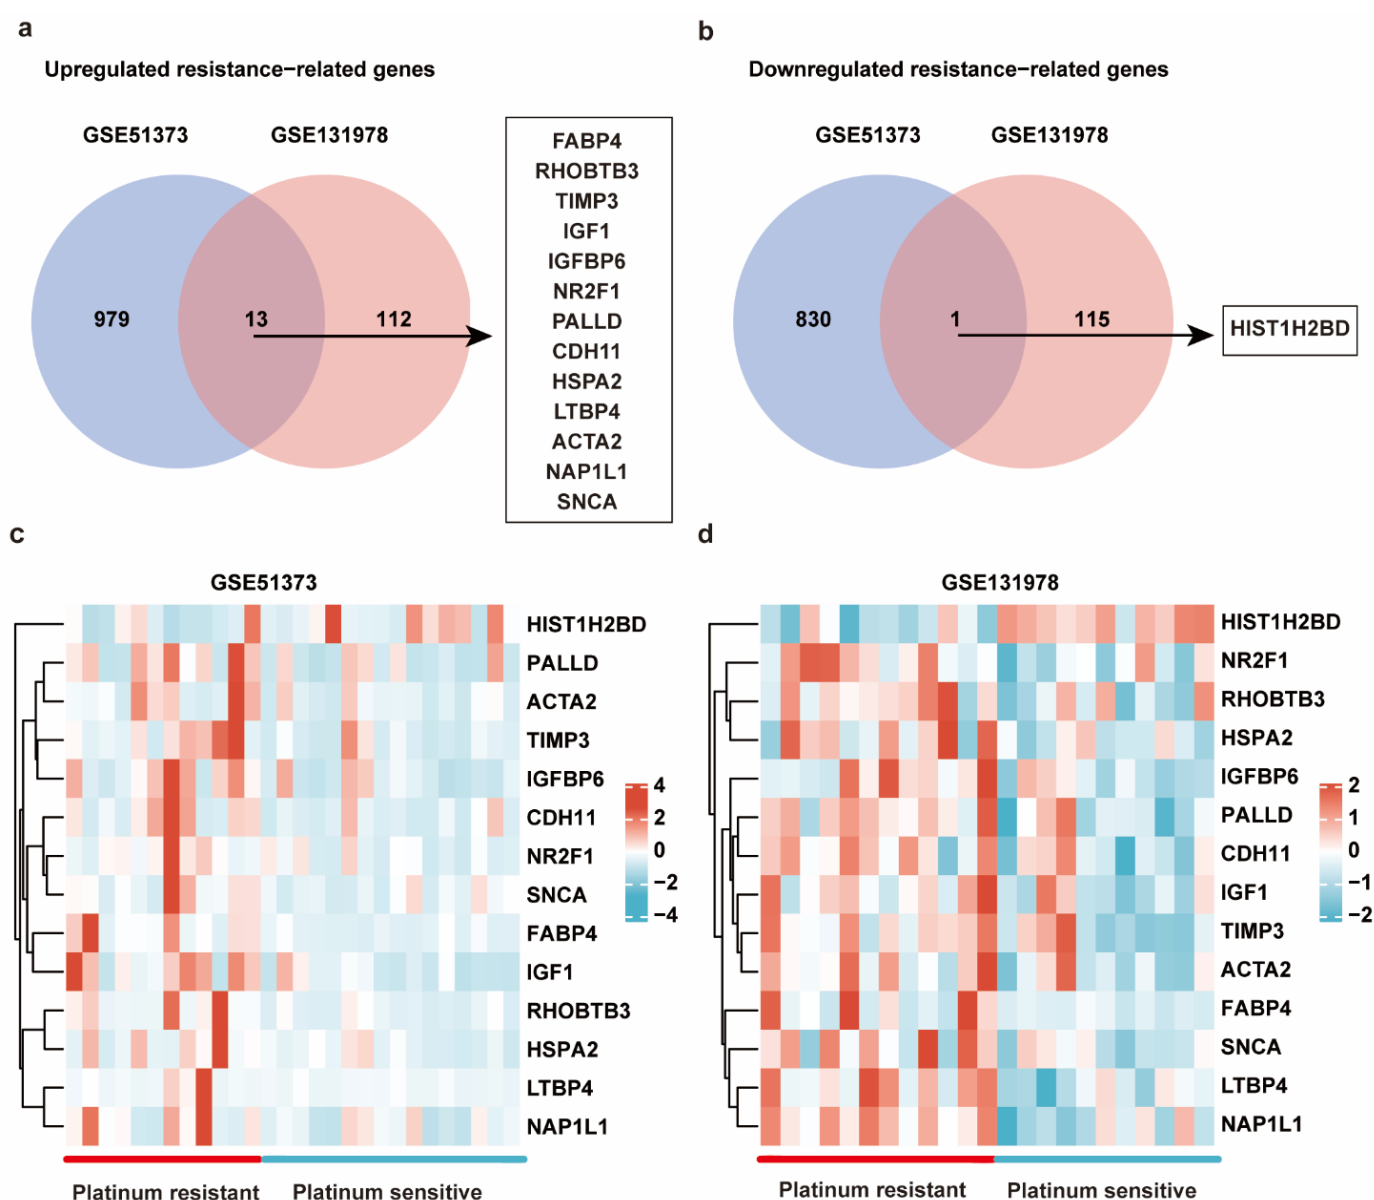 a
Upregulated resistance−related genes
GSE51373 GSE131978
979 13 112
FABP4
RHOBTB3
TIMP3
IGF1
IGFBP6
NR2F1
PALLD
CDH11
HSPA2
LTBP4
ACTA2
NAP1L1
SNCA
b
Downregulated resistance−related genes
GSE51373 GSE131978
830 1 115
HIST1H2BD
c
GSE51373
HIST1H2BD
PALLD
ACTA2
TIMP3
IGFBP6
CDH11
NR2F1
SNCA
FABP4
IGF1
RHOBTB3
HSPA2
LTBP4
NAP1L1
4
2
0
−2
−4
Platinum resistant Platinum sensitive
d
GSE131978
HIST1H2BD
NR2F1
RHOBTB3
HSPA2
IGFBP6
PALLD
CDH11
IGF1
TIMP3
ACTA2
FABP4
SNCA
LTBP4
NAP1L1
2
1
0
−1
−2
Platinum resistant Platinum sensitive